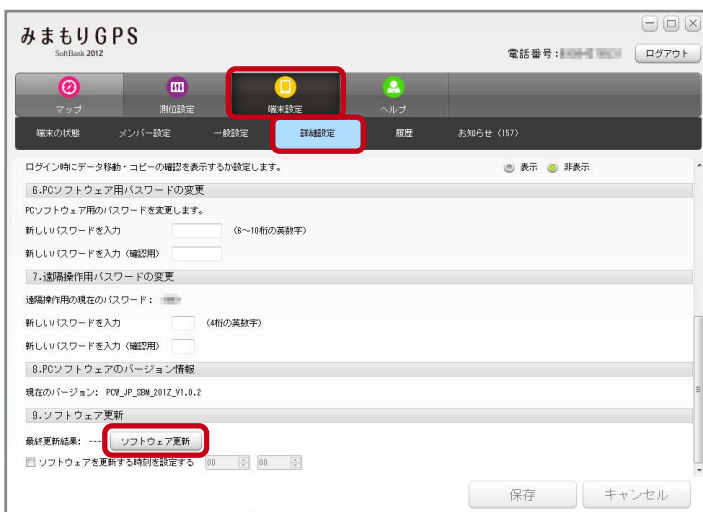 みまもりGPS
SoftBank 201Z
電話番号:
ログアウト
マップ
測位設定
端末設定
ヘルプ
端末の状態
メンバー設定
一般設定
詳細設定
履歴
お知らせ (157)
ログイン時にデータ移動・コピーの確認を表示するか設定します。
表示 非表示
6.PCソフトウェア用パスワードの変更
PCソフトウェア用のパスワードを変更します。
新しいパスワードを入力 (6~10桁の英数字)
新しいパスワードを入力 (確認用)
7.遠隔操作用パスワードの変更
遠隔操作用の現在のパスワード:
新しいパスワードを入力 (4桁の英数字)
新しいパスワードを入力 (確認用)
8.PCソフトウェアのバージョン情報
現在のバージョン: PCW_JP_SBM_201Z_V1.0.2
9.ソフトウェア更新
最終更新結果: --- ソフトウェア更新
ソフトウェアを更新する時刻を設定する 00 00
保存
キャンセル